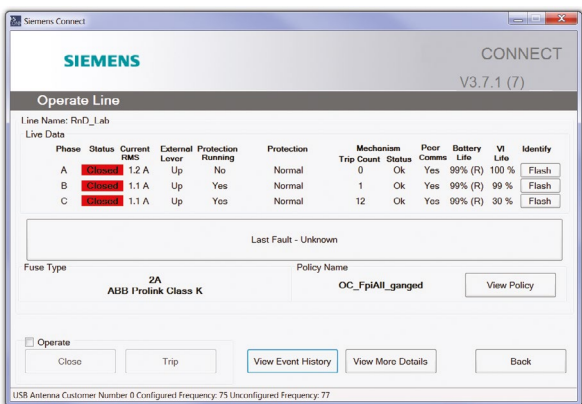 Siemens Connect
SIEMENS
CONNECT
V3.7.1 (7)
Operate Line
Line Name: RnD_Lab
Live Data
Phase Status Current RMS External Lever Protection Running Protection Mechanism Trip Count Status Peer Comms Battery Life VI Life Identify
A Closed 1.2 A Up No Normal 0 Ok Yes 99% (R) 100 % Flash
B Closed 1.1 A Up Yes Normal 1 Ok Yes 99% (R) 99 % Flash
C Closed 1.1 A Up Yes Normal 12 Ok Yes 99% (R) 30 % Flash
Last Fault - Unknown
Fuse Type
2A
ABB Prolink Class K
Policy Name
OC_FpiAll_ganged
View Policy
Operate
Close
Trip
View Event History
View More Details
Back
USB Antenna Customer Number 0 Configured Frequency: 75 Unconfigured Frequency: 77